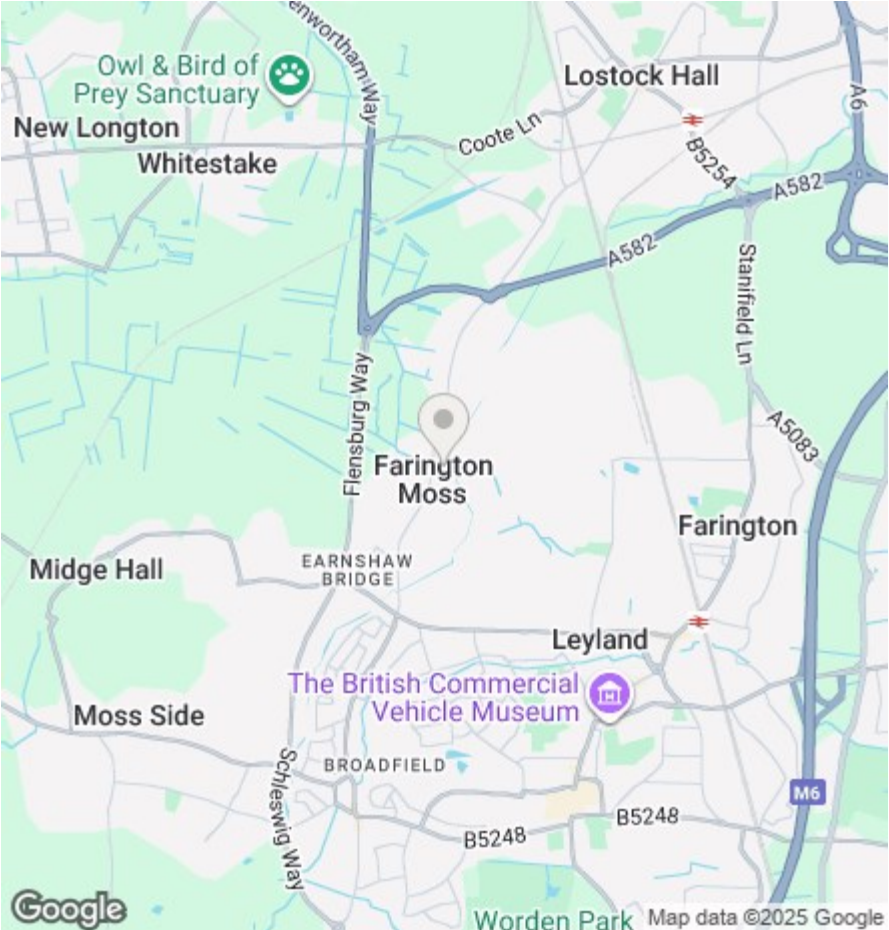 enwortham Way
A6
Owl & Bird of
Prey Sanctuary
Lostock Hall
New Longton
Coote Ln
Whitestake
B5254
A582
A582
Stanifield Ln
Flensburg Way
A5083
Farington
Moss
Farington
EARNSHAW
BRIDGE
Midge Hall
Leyland
The British Commercial
Vehicle Museum
Moss Side
BROADFIELD
Schleswig Way
M6
B5248
B5248
Google
Worden Park
Map data ©2025 Google